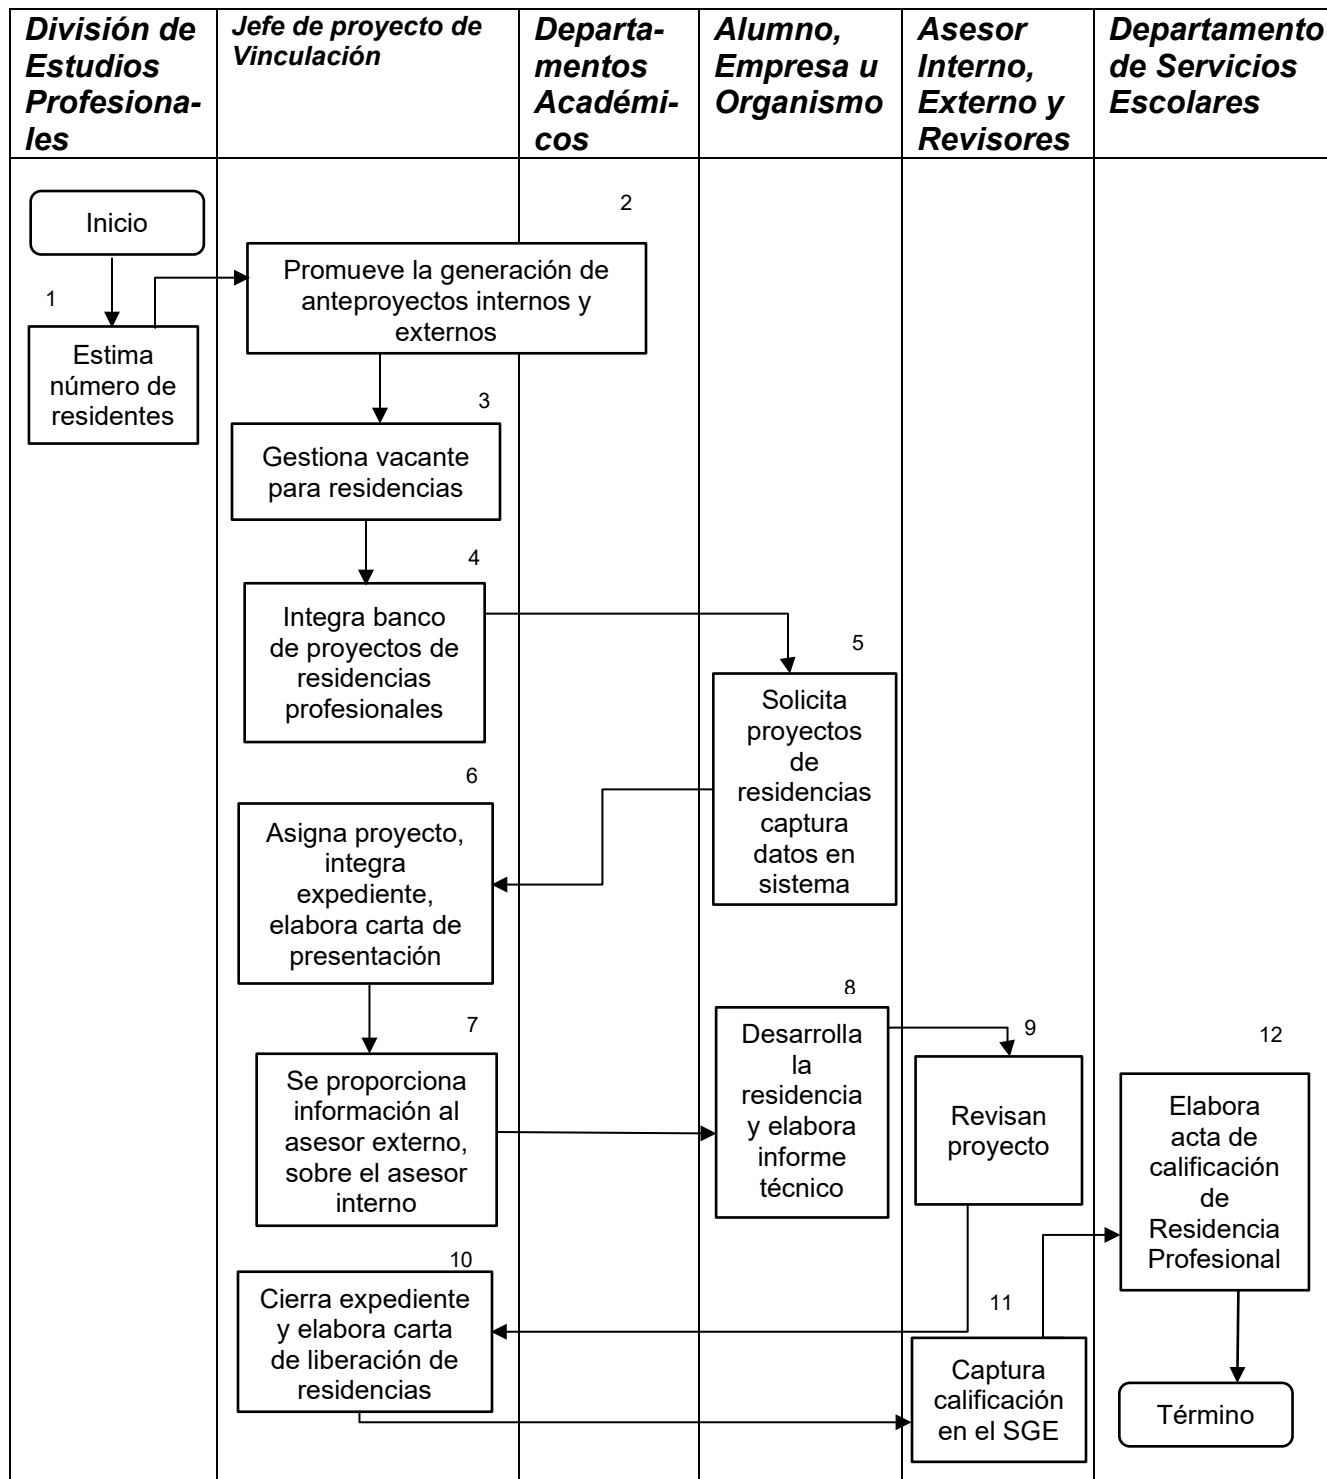 División de
Estudios
Profesiona-
les
Jefe de proyecto de
Vinculación
Departa-
mentos
Académi-
cos
Alumno,
Empresa u
Organismo
Asesor
Interno,
Externo y
Revisores
Departamento
de Servicios
Escolares
Inicio
1
Estima
número de
residentes
2
Promueve la generación de
anteproyectos internos y
externos
3
Gestiona vacante
para residencias
4
Integra banco
de proyectos de
residencias
profesionales
5
Solicita
proyectos
de
residencias
captura
datos en
sistema
6
Asigna proyecto,
integra
expediente,
elabora carta de
presentación
7
Se proporciona
información al
asesor externo,
sobre el asesor
interno
8
Desarrolla
la
residencia
y elabora
informe
técnico
9
Revisan
proyecto
10
Cierra expediente
y elabora carta
de liberación de
residencias
11
Captura
calificación
en el SGE
12
Elabora
acta de
calificación
de
Residencia
Profesional
Término